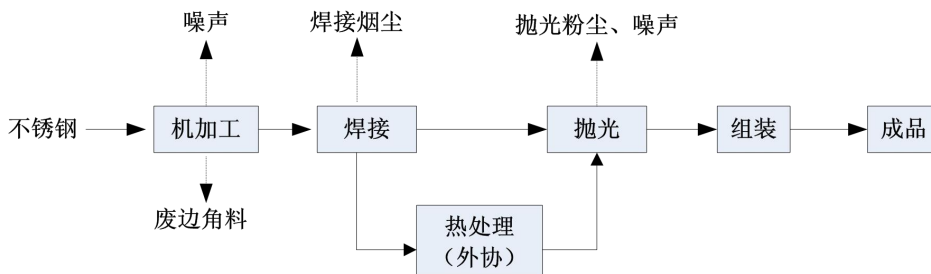 噪声
焊接烟尘
抛光粉尘、噪声
不锈钢
机加工
焊接
抛光
组装
成品
废边角料
热处理
（外协）